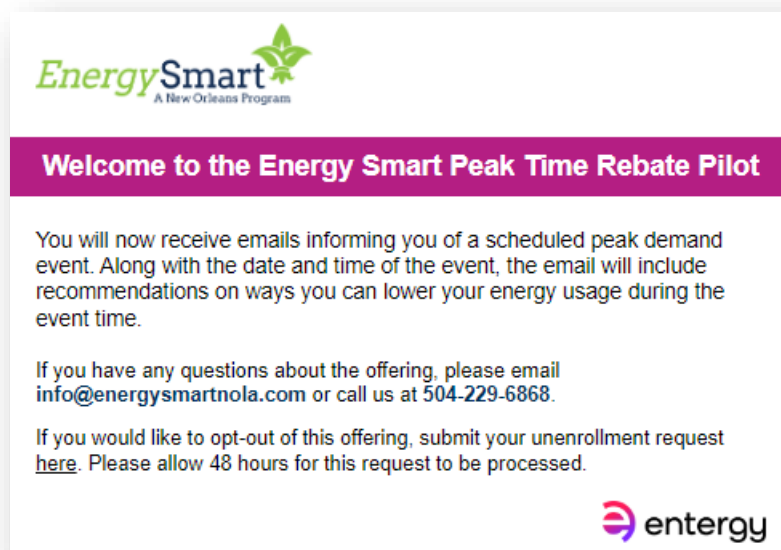 EnergySmart
A New Orleans Program
Welcome to the Energy Smart Peak Time Rebate Pilot
You will now receive emails informing you of a scheduled peak demand
event. Along with the date and time of the event, the email will include
recommendations on ways you can lower your energy usage during the
event time.
If you have any questions about the offering, please email
info@energysmartnola.com or call us at 504-229-6868.
If you would like to opt-out of this offering, submit your unenrollment request
here. Please allow 48 hours for this request to be processed.
entergy